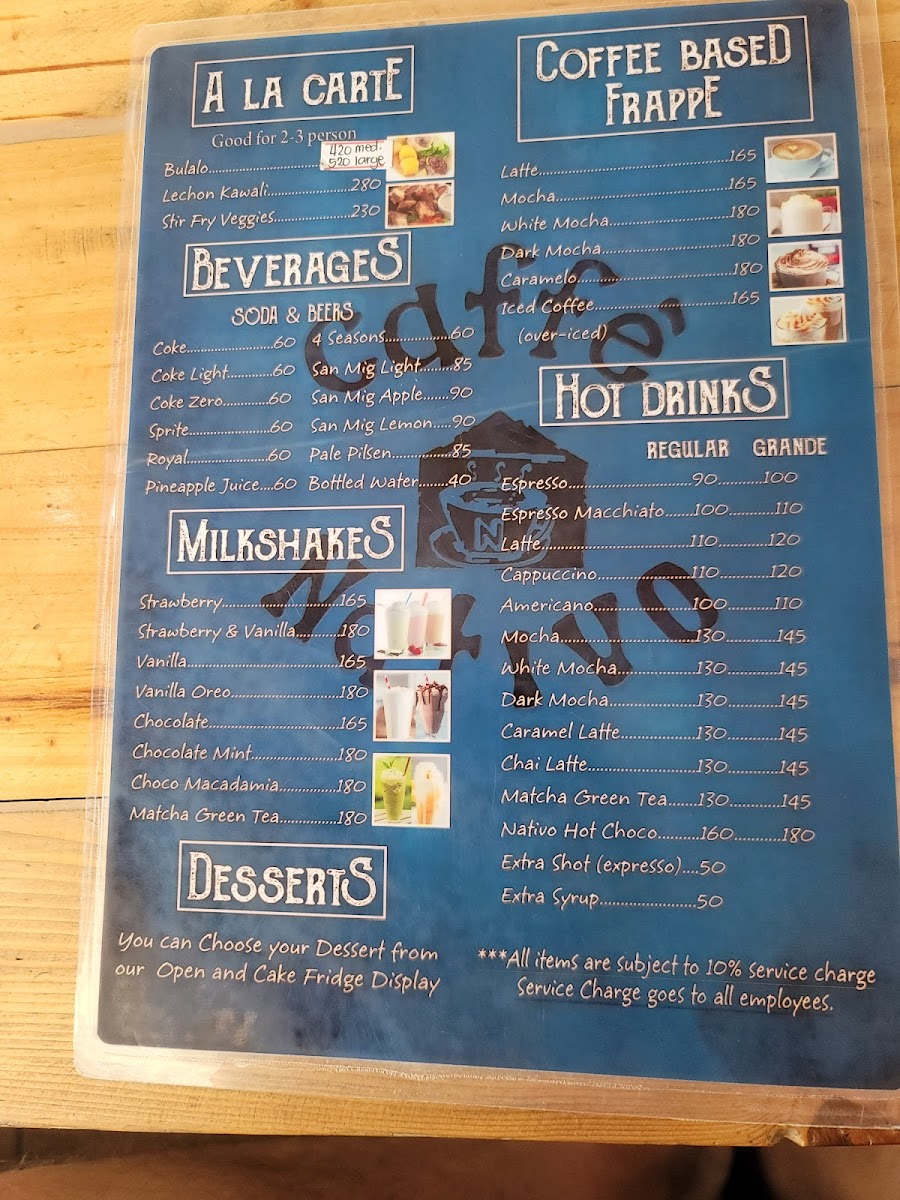 A LA CARTE
Good for 2-3 person
Bulalo 420 med. 520 large
Lechon Kawali 280
Stir Fry Veggies 230
BEVERAGES
SODA & BEERS
Coke 60
Coke Light 60
Coke Zero 60
Sprite 60
Royal 60
Pineapple Juice 60
4 Seasons 60
San Mig Light 85
San Mig Apple 90
San Mig Lemon 90
Pale Pilsen 85
Bottled Water 40
MILKSHAKES
Strawberry 165
Strawberry & Vanilla 180
Vanilla 165
Vanilla Oreo 180
Chocolate 165
Chocolate Mint 180
Choco Macadamia 180
Matcha Green Tea 180
DESSERTS
You can Choose your Dessert from
our Open and Cake Fridge Display
COFFEE BASED
FRAPPE
Latte 165
Mocha 165
White Mocha 180
Dark Mocha 180
Caramelo 180
Iced Coffee 165
(over-iced)
HOT DRINKS
REGULAR GRANDE
Espresso 90 100
Espresso Macchiato 100 110
Latte 110 120
Cappuccino 110 120
Americano 100 110
Mocha 130 145
White Mocha 130 145
Dark Mocha 130 145
Caramel Latte 130 145
Chai Latte 130 145
Matcha Green Tea 130 145
Nativo Hot Choco 160 180
Extra Shot (expresso) 50
Extra Syrup 50
***All items are subject to 10% service charge
Service Charge goes to all employees.
Caffe'
N
Nativo